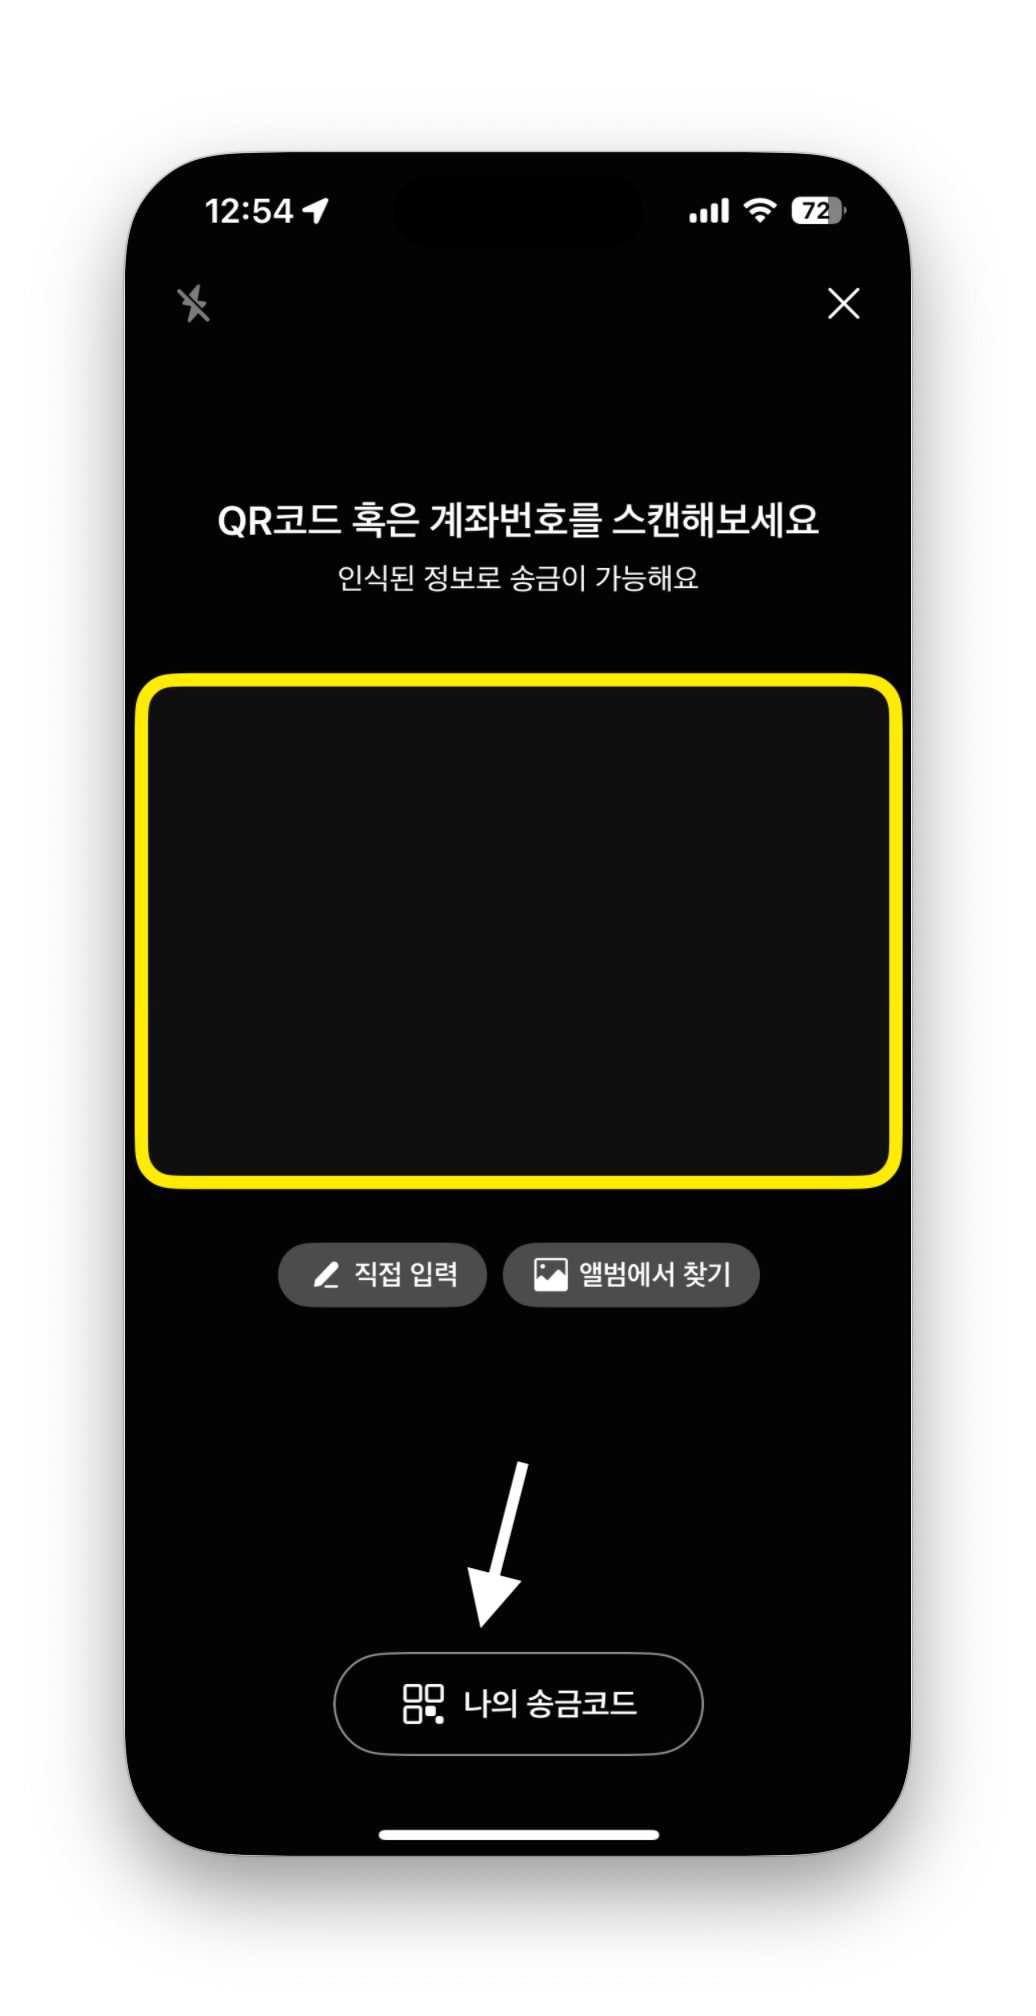 12:54
72
QR코드 혹은 계좌번호를 스캔해보세요
인식된 정보로 송금이 가능해요
직접 입력
앨범에서 찾기
나의 송금코드